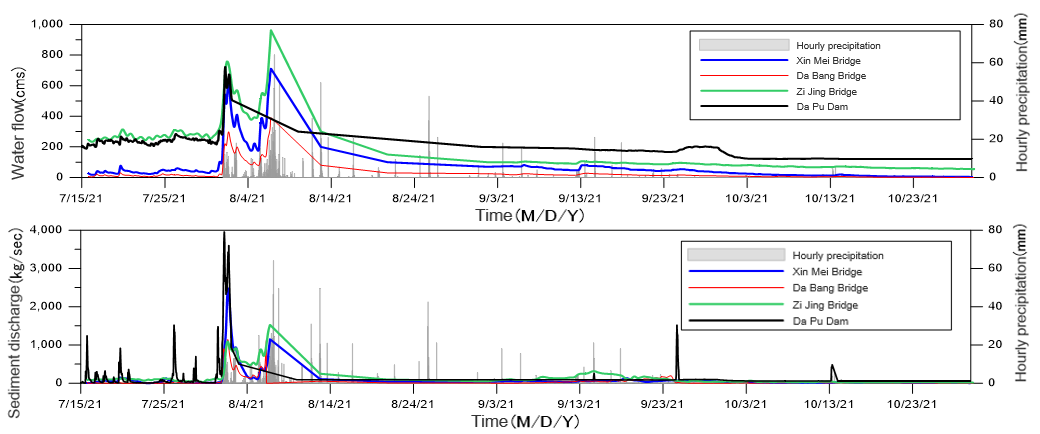 1,000
800
600
400
200
0
Water flow(cms)
80
60
40
20
0
Hourly precipitation(mm)
Hourly precipitation
Xin Mei Bridge
Da Bang Bridge
Zi Jing Bridge
Da Pu Dam
7/15/21 7/25/21 8/4/21 8/14/21 8/24/21 9/3/21 9/13/21 9/23/21 10/3/21 10/13/21 10/23/21
Time(M/D/Y)
4,000
3,000
2,000
1,000
0
Sediment discharge(kg/sec)
80
60
40
20
0
Hourly precipitation(mm)
Hourly precipitation
Xin Mei Bridge
Da Bang Bridge
Zi Jing Bridge
Da Pu Dam
7/15/21 7/25/21 8/4/21 8/14/21 8/24/21 9/3/21 9/13/21 9/23/21 10/3/21 10/13/21 10/23/21
Time(M/D/Y)